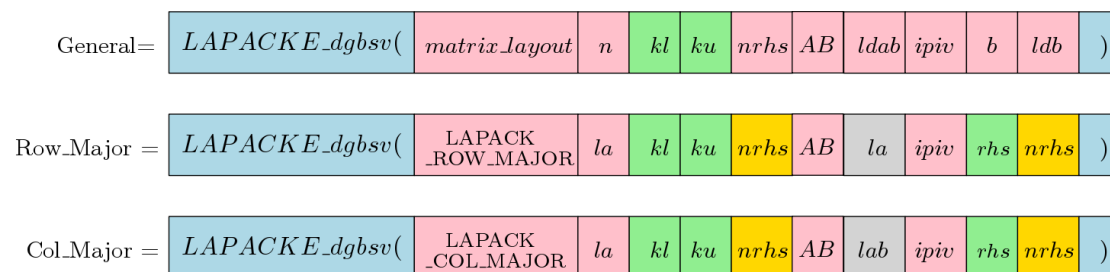 General= LAPACKE_dgbsv( matrix_layout n kl ku nrhs AB ldab ipiv b ldb )
Row_Major = LAPACKE_dgbsv( LAPACK _ROW_MAJOR la kl ku nrhs AB la ipiv rhs nrhs )
Col_Major = LAPACKE_dgbsv( LAPACK _COL_MAJOR la kl ku nrhs AB lab ipiv rhs nrhs )